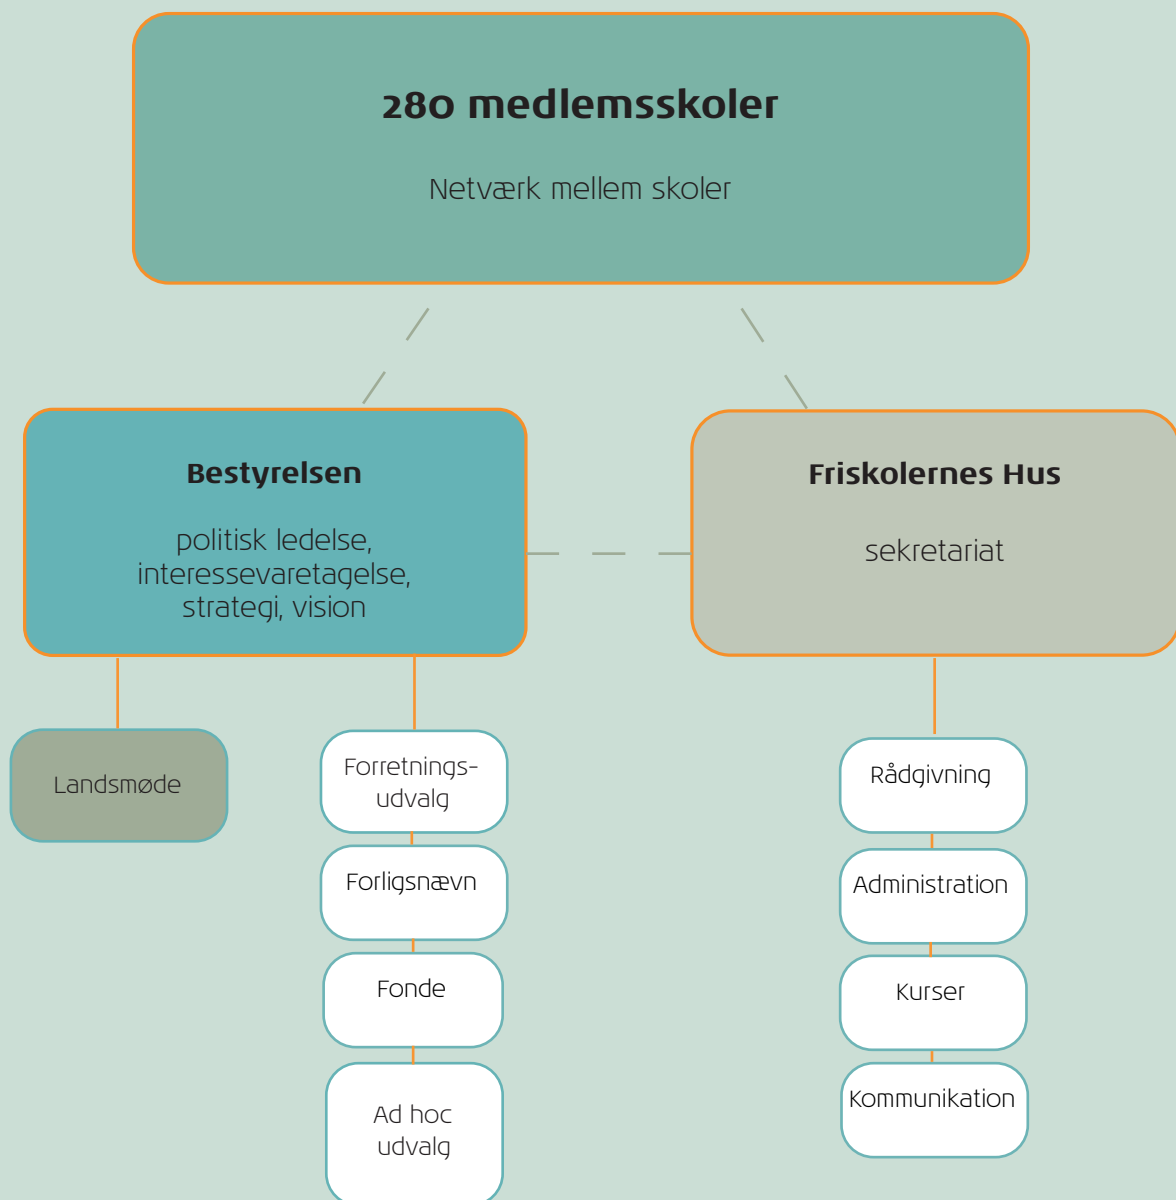 280 medlemsskoler
Netværk mellem skoler
Bestyrelsen
politisk ledelse,
interessevaretagelse,
strategi, vision
Friskolernes Hus
sekretariat
Landsmøde
Forretnings-
udvalg
Forligsnævn
Fonde
Ad hoc
udvalg
Rådgivning
Administration
Kurser
Kommunikation